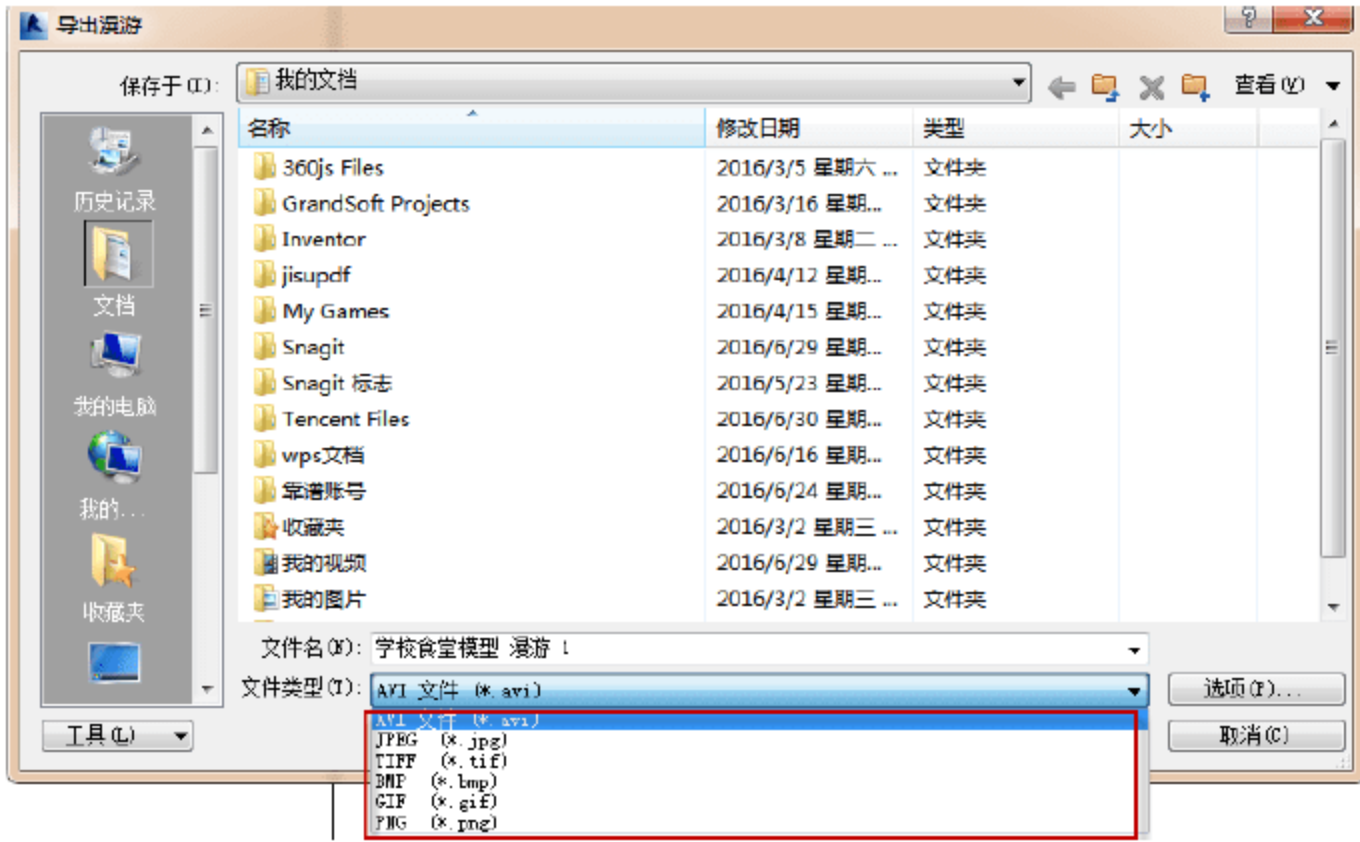 导出漫游
保存于(I):
我的文档
查看(V)
名称 修改日期 类型 大小
360js Files 2016/3/5 星期六 ... 文件夹
GrandSoft Projects 2016/3/16 星期... 文件夹
Inventor 2016/3/8 星期二 ... 文件夹
jisupdf 2016/4/12 星期... 文件夹
My Games 2016/4/15 星期... 文件夹
Snagit 2016/6/29 星期... 文件夹
Snagit 标志 2016/5/23 星期... 文件夹
Tencent Files 2016/6/30 星期... 文件夹
wps文档 2016/6/16 星期... 文件夹
靠谱账号 2016/6/24 星期... 文件夹
收藏夹 2016/3/2 星期三 ... 文件夹
我的视频 2016/6/29 星期... 文件夹
我的图片 2016/3/2 星期三 ... 文件夹
历史记录
文档
我的电脑
我的...
收藏夹
文件名(N): 学校食堂模型 漫游 1
文件类型(T): AVI 文件 (*.avi)
选项(P)...
工具(L)
取消(C)
AVI 文件 (*.avi)
JPEG (*.jpg)
TIFF (*.tif)
BMP (*.bmp)
GIF (*.gif)
PNG (*.png)